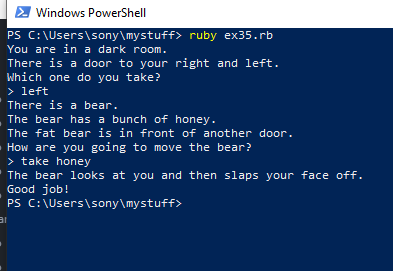 Windows PowerShell
PS C:\Users\sony\mystuff> ruby ex35.rb
You are in a dark room.
There is a door to your right and left.
Which one do you take?
> left
There is a bear.
The bear has a bunch of honey.
The fat bear is in front of another door.
How are you going to move the bear?
> take honey
The bear looks at you and then slaps your face off.
Good job!
PS C:\Users\sony\mystuff>